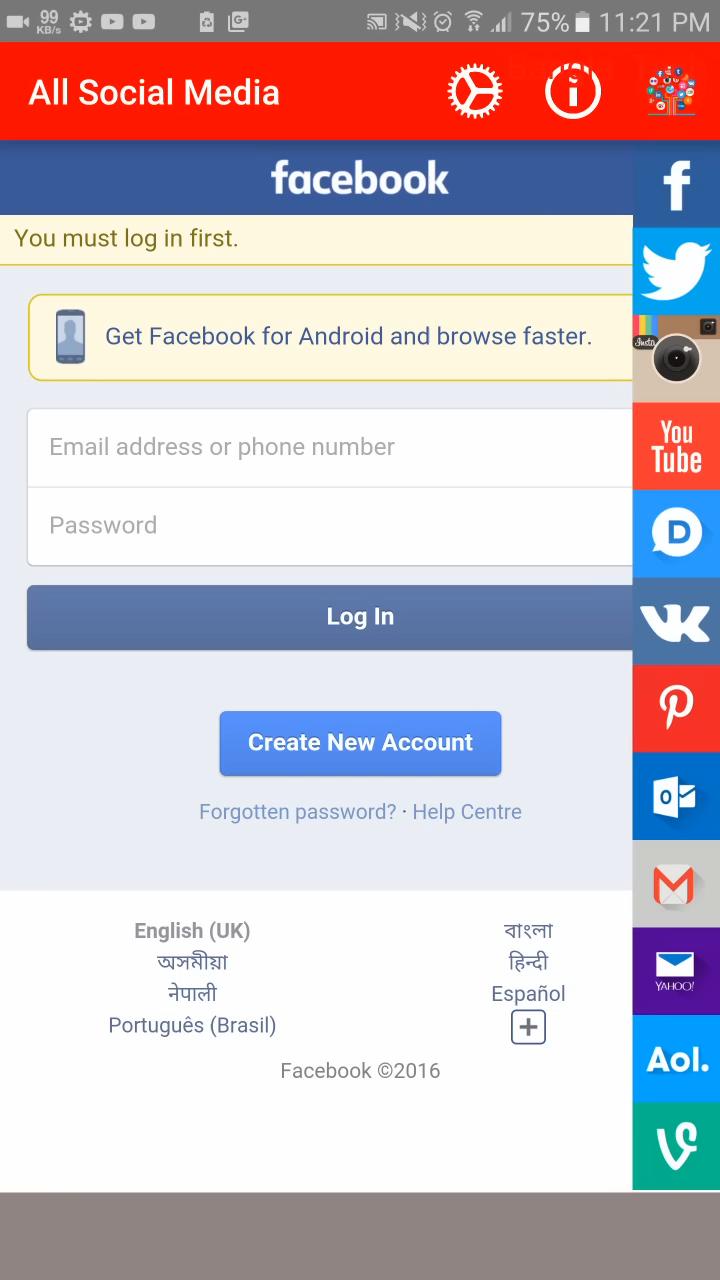 99
KB/s
75% 11:21 PM
All Social Media
facebook
You must log in first.
Get Facebook for Android and browse faster.
Insta
Email address or phone number
You
Tube
Password
D
Log In
Create New Account
Forgotten password? · Help Centre
YAHOO!
English (UK)
বাংলা
অসমীয়া
हिन्दी
नेपाली
Español
Português (Brasil)
Aol.
Facebook ©2016